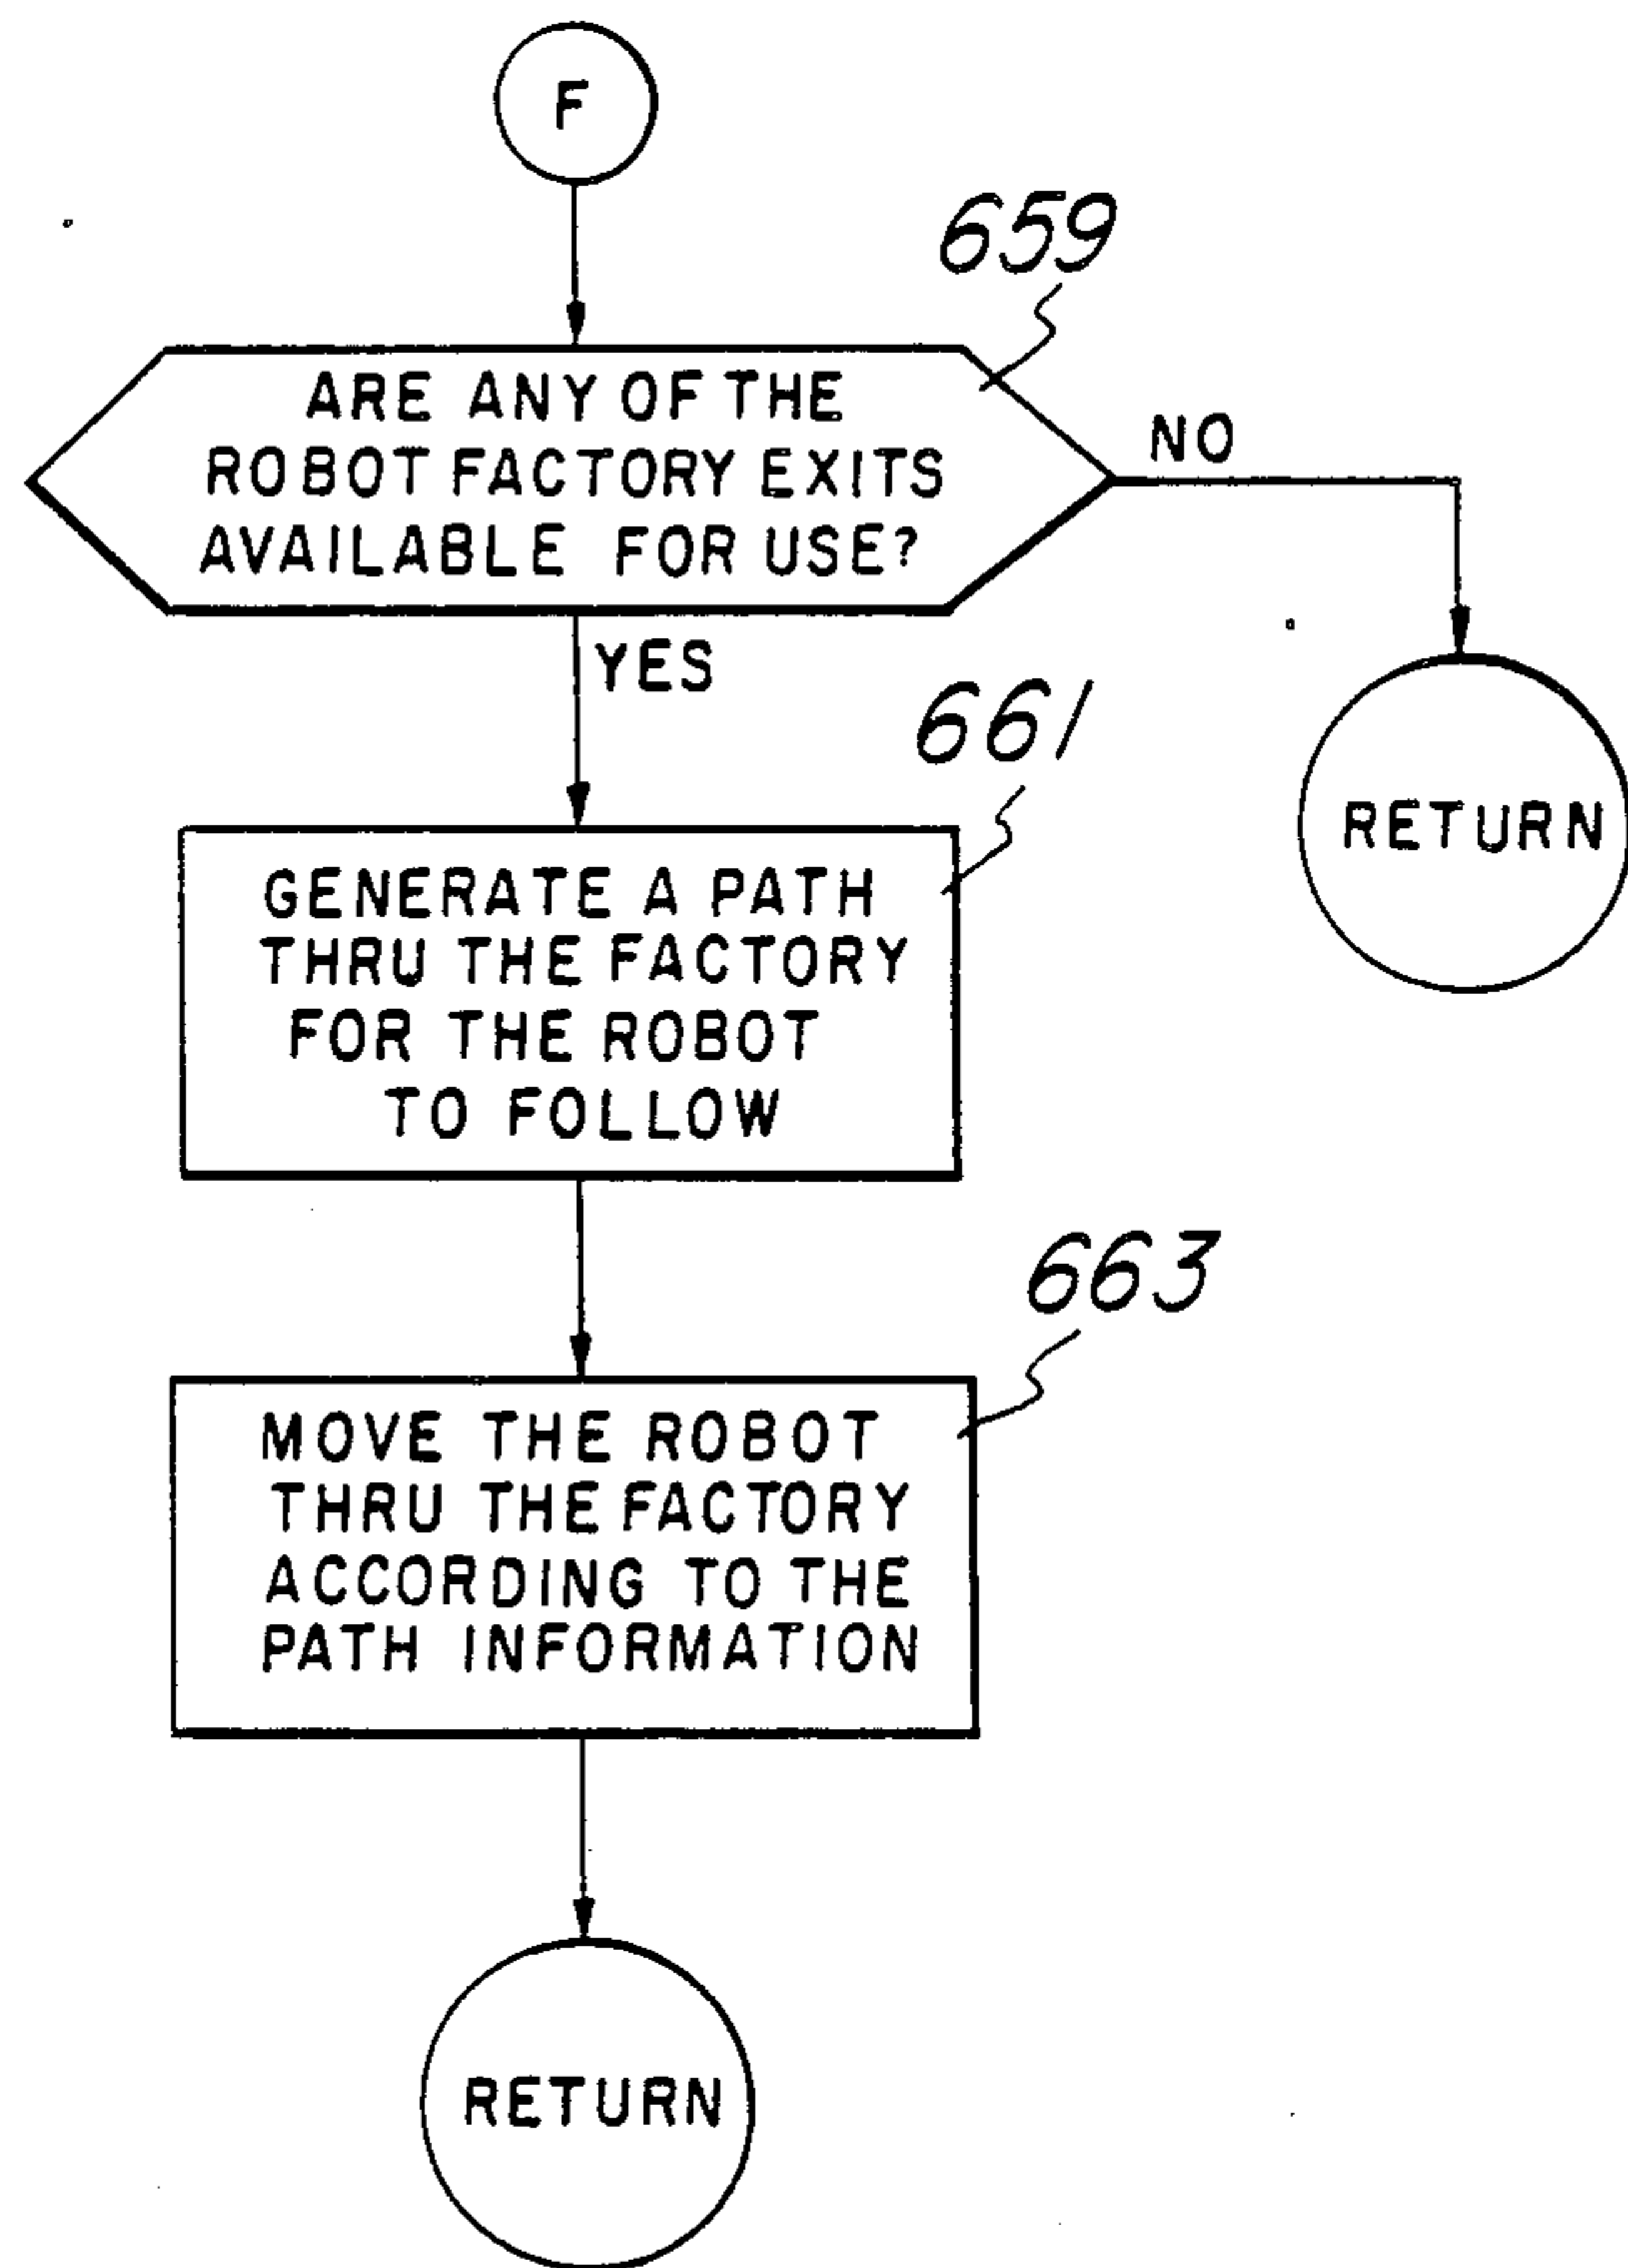 F
659
ARE ANY OF THE
ROBOT FACTORY EXITS
AVAILABLE FOR USE?
NO
YES
RETURN
661
GENERATE A PATH
THRU THE FACTORY
FOR THE ROBOT
TO FOLLOW
663
MOVE THE ROBOT
THRU THE FACTORY
ACCORDING TO THE
PATH INFORMATION
RETURN